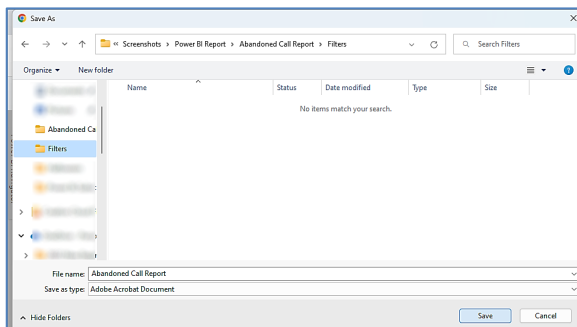 Save As
« Screenshots > Power BI Report > Abandoned Call Report > Filters
Search Filters
Organize
New folder
Name Status Date modified Type Size
No items match your search.
Abandoned Ca
Filters
File name: Abandoned Call Report
Save as type: Adobe Acrobat Document
Hide Folders
Save
Cancel